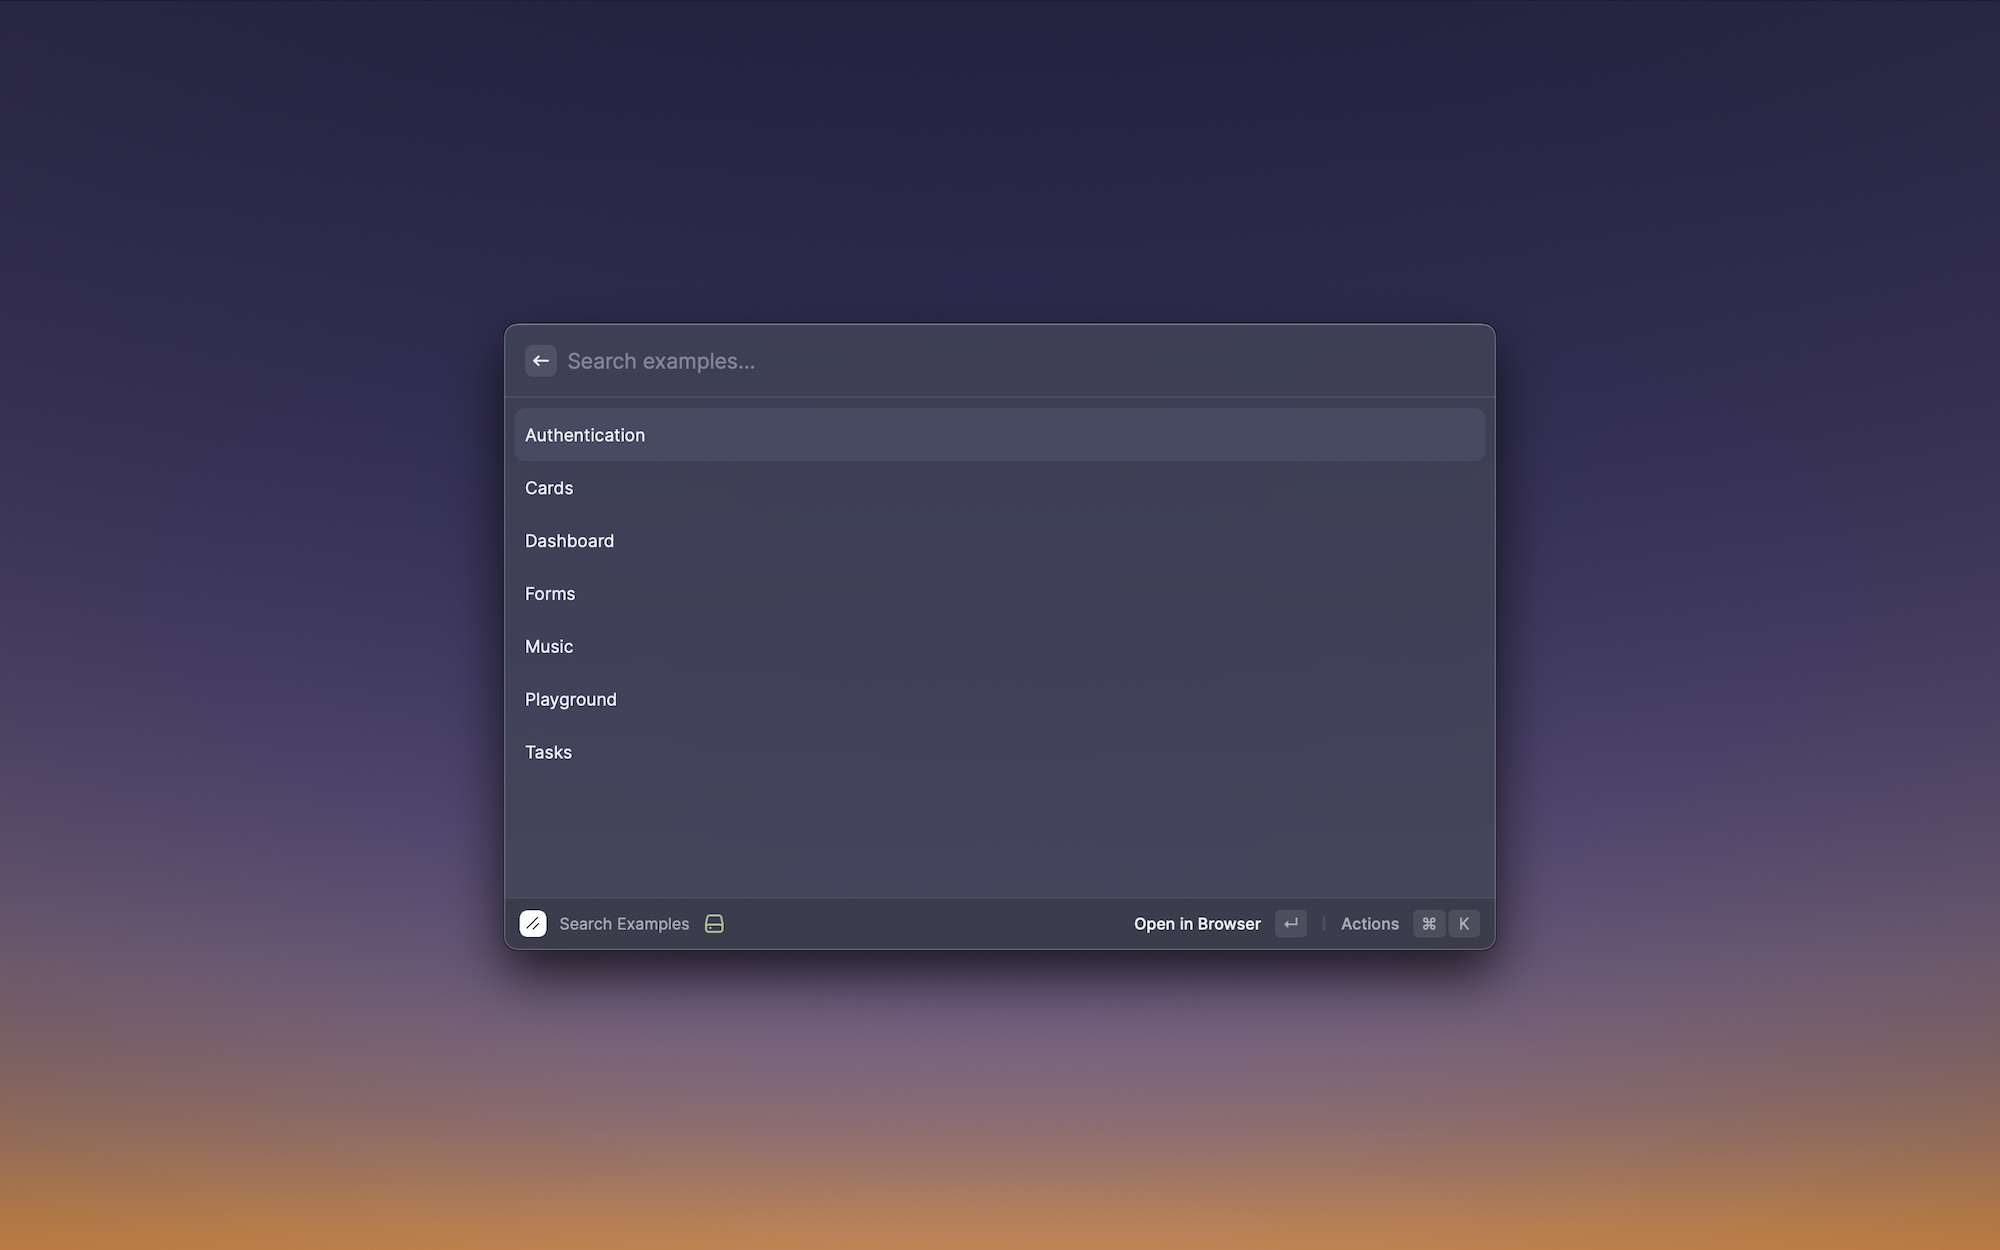 Search examples...
Authentication
Cards
Dashboard
Forms
Music
Playground
Tasks
Search Examples Open in Browser ↵ | Actions ⌘ K